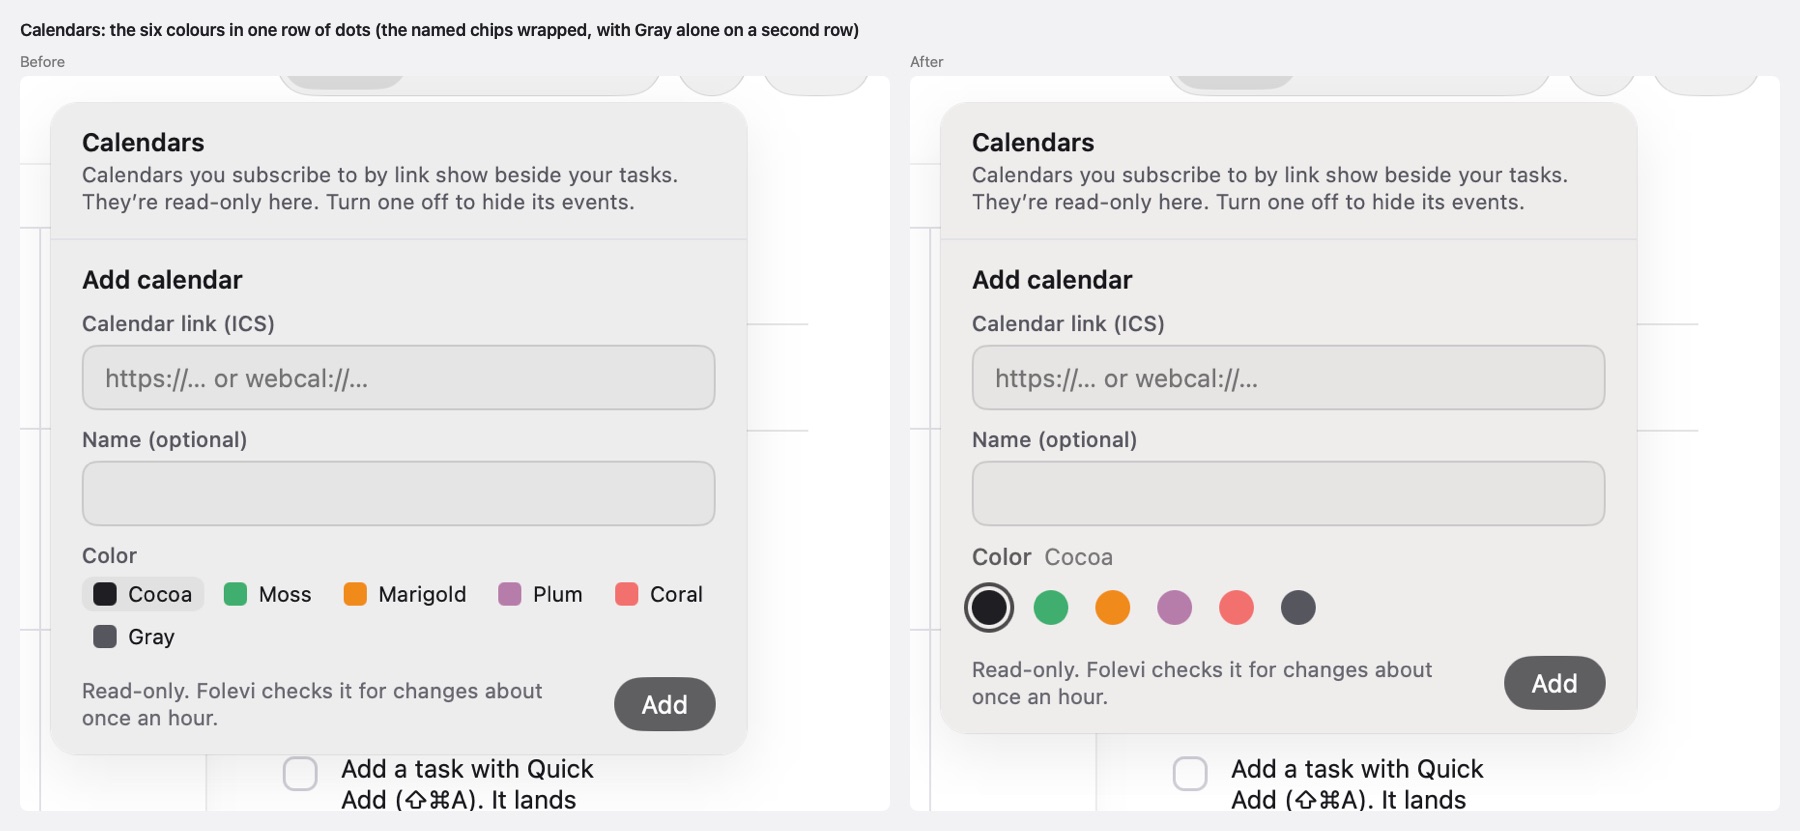 Calendars: the six colours in one row of dots (the named chips wrapped, with Gray alone on a second row)
Before
Calendars
Calendars you subscribe to by link show beside your tasks.
They’re read-only here. Turn one off to hide its events.
Add calendar
Calendar link (ICS)
https://... or webcal://...
Name (optional)
Color
Cocoa Moss Marigold Plum Coral
Gray
Read-only. Folevi checks it for changes about
once an hour.
Add
Add a task with Quick
Add (⇧⌘A). It lands
After
Calendars
Calendars you subscribe to by link show beside your tasks.
They’re read-only here. Turn one off to hide its events.
Add calendar
Calendar link (ICS)
https://... or webcal://...
Name (optional)
Color Cocoa
Read-only. Folevi checks it for changes about
once an hour.
Add
Add a task with Quick
Add (⇧⌘A). It lands